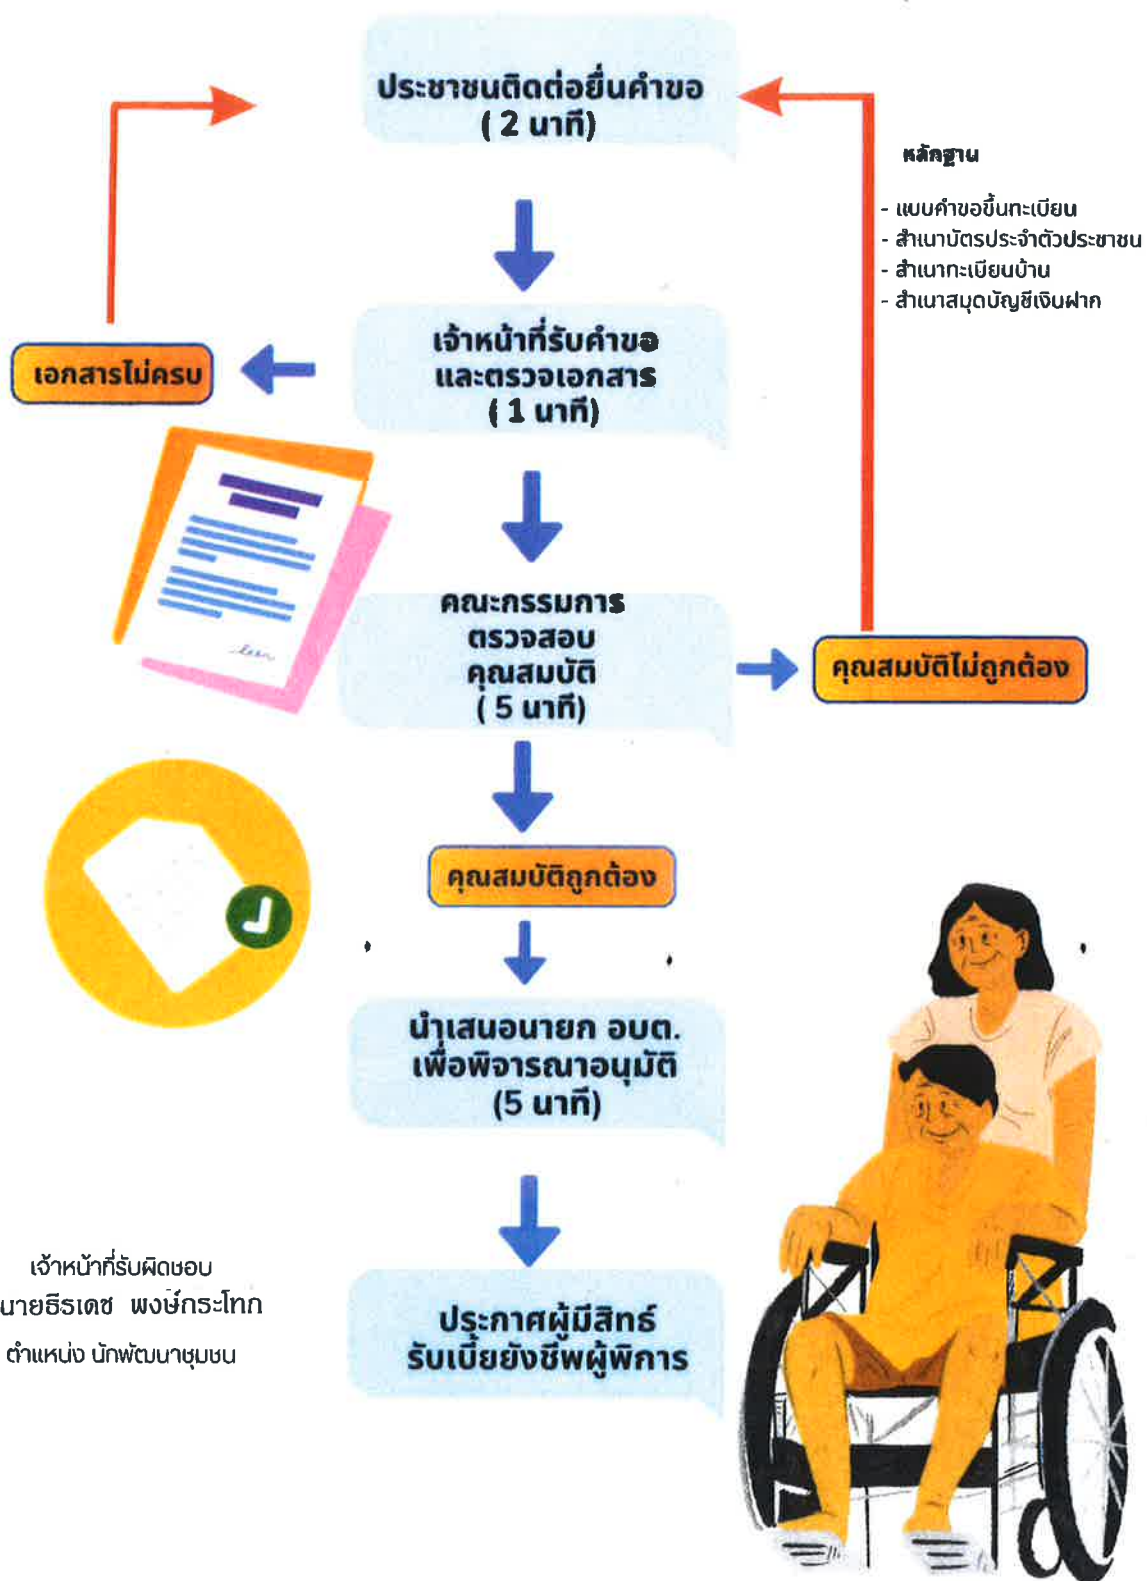 ประชาชนติดต่อยื่นคำขอ
( 2 นาที)
หลักฐาน
- แบบคำขอขึ้นทะเบียน
- สำเนาบัตรประจำตัวประชาชน
- สำเนาทะเบียนบ้าน
- สำเนาสมุดบัญชีเงินฝาก
เจ้าหน้าที่รับคำขอ
และตรวจเอกสาร
( 1 นาที)
เอกสารไม่ครบ
คณะกรรมการ
ตรวจสอบ
คุณสมบัติ
( 5 นาที)
คุณสมบัติไม่ถูกต้อง
คุณสมบัติถูกต้อง
นำเสนอนายก อบต.
เพื่อพิจารณาอนุมัติ
(5 นาที)
ประกาศผู้มีสิทธ์
รับเบี้ยยังชีพผู้พิการ
เจ้าหน้าที่รับผิดชอบ
นายธีรเดช พงษ์กระโทก
ตำแหน่ง นักพัฒนาชุมชน